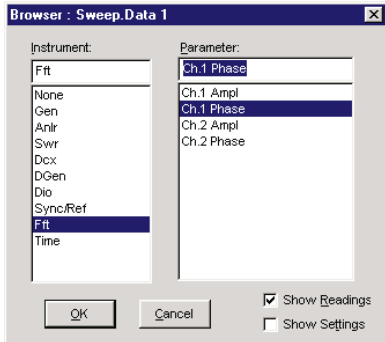 Browser : Sweep.Data 1
Instrument:
Fft
None
Gen
Anlr
Swr
Dcx
DGen
Dio
Sync/Ref
Fft
Time
Parameter:
Ch.1 Phase
Ch.1 Ampl
Ch.1 Phase
Ch.2 Ampl
Ch.2 Phase
OK
Cancel
Show Readings
Show Settings